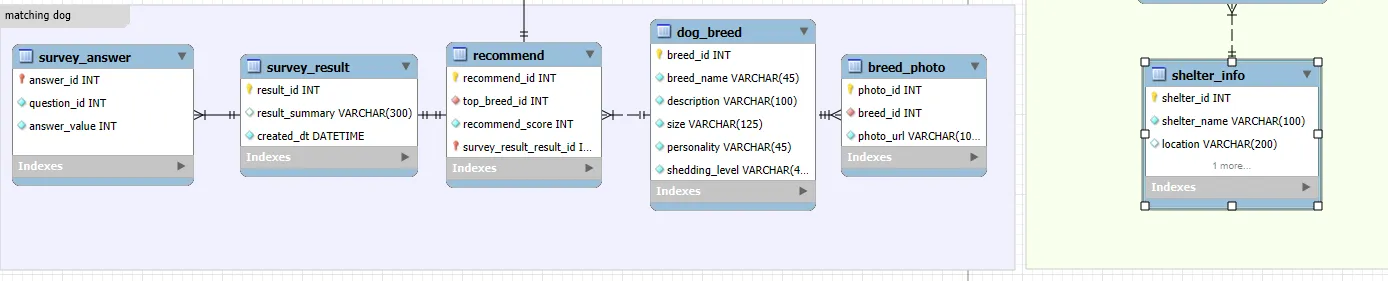 matching dog
survey_answer
answer_id INT
question_id INT
answer_value INT
Indexes
survey_result
result_id INT
result_summary VARCHAR(300)
created_dt DATETIME
Indexes
recommend
recommend_id INT
top_breed_id INT
recommend_score INT
survey_result_result_id I...
Indexes
dog_breed
breed_id INT
breed_name VARCHAR(45)
description VARCHAR(100)
size VARCHAR(125)
personality VARCHAR(45)
shedding_level VARCHAR(4...
Indexes
breed_photo
photo_id INT
breed_id INT
photo_url VARCHAR(10...
Indexes
shelter_info
shelter_id INT
shelter_name VARCHAR(100)
location VARCHAR(200)
1 more...
Indexes